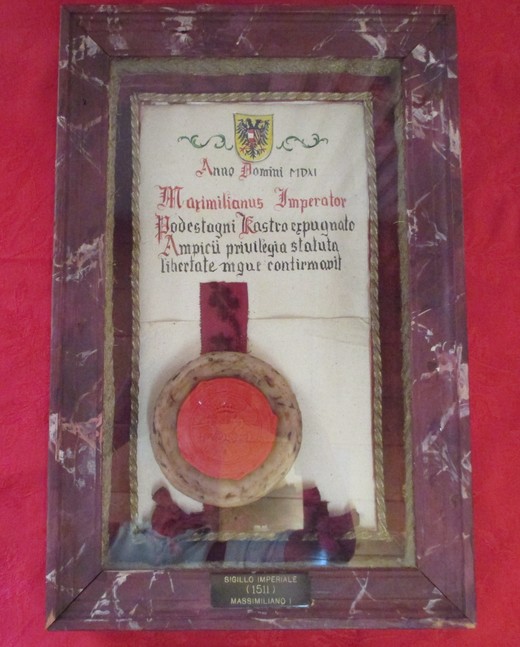 Anno Domini MDXI
Maximilianus Imperator
Podestagni Kastro expugnato
Ampicii privilegia statuta
libertate mque confirmavit
SIGILLO IMPERIALE
(1511)
MASSIMILIANO I